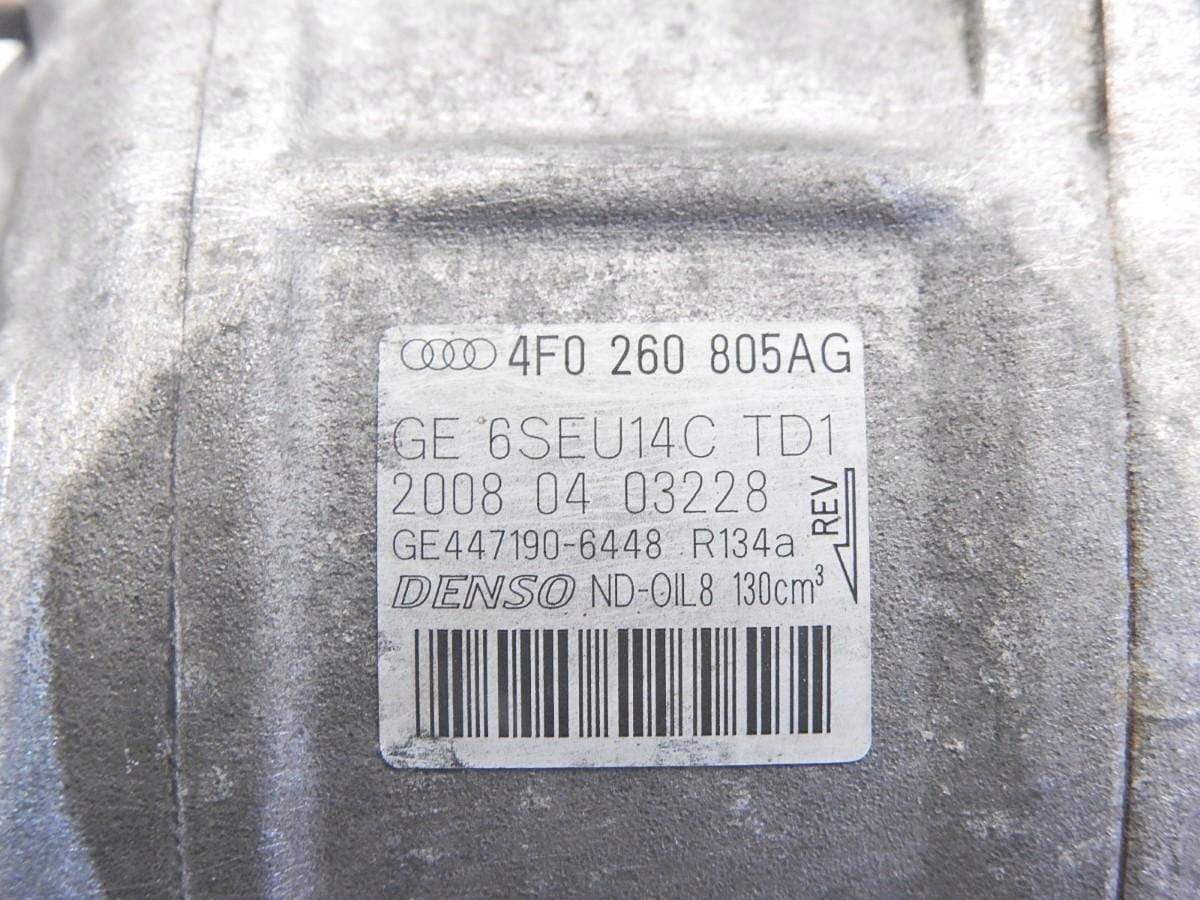 4F0 260 805AG
GE 6SEU14C TD1
2008 04 03228
GE447190-6448 R134a
REV
DENSO ND-OIL8 130cm³